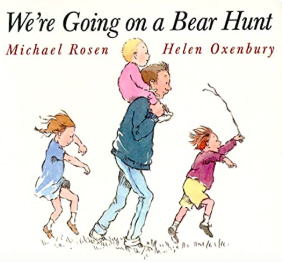 We're Going on a Bear Hunt
Michael Rosen Helen Oxenbury